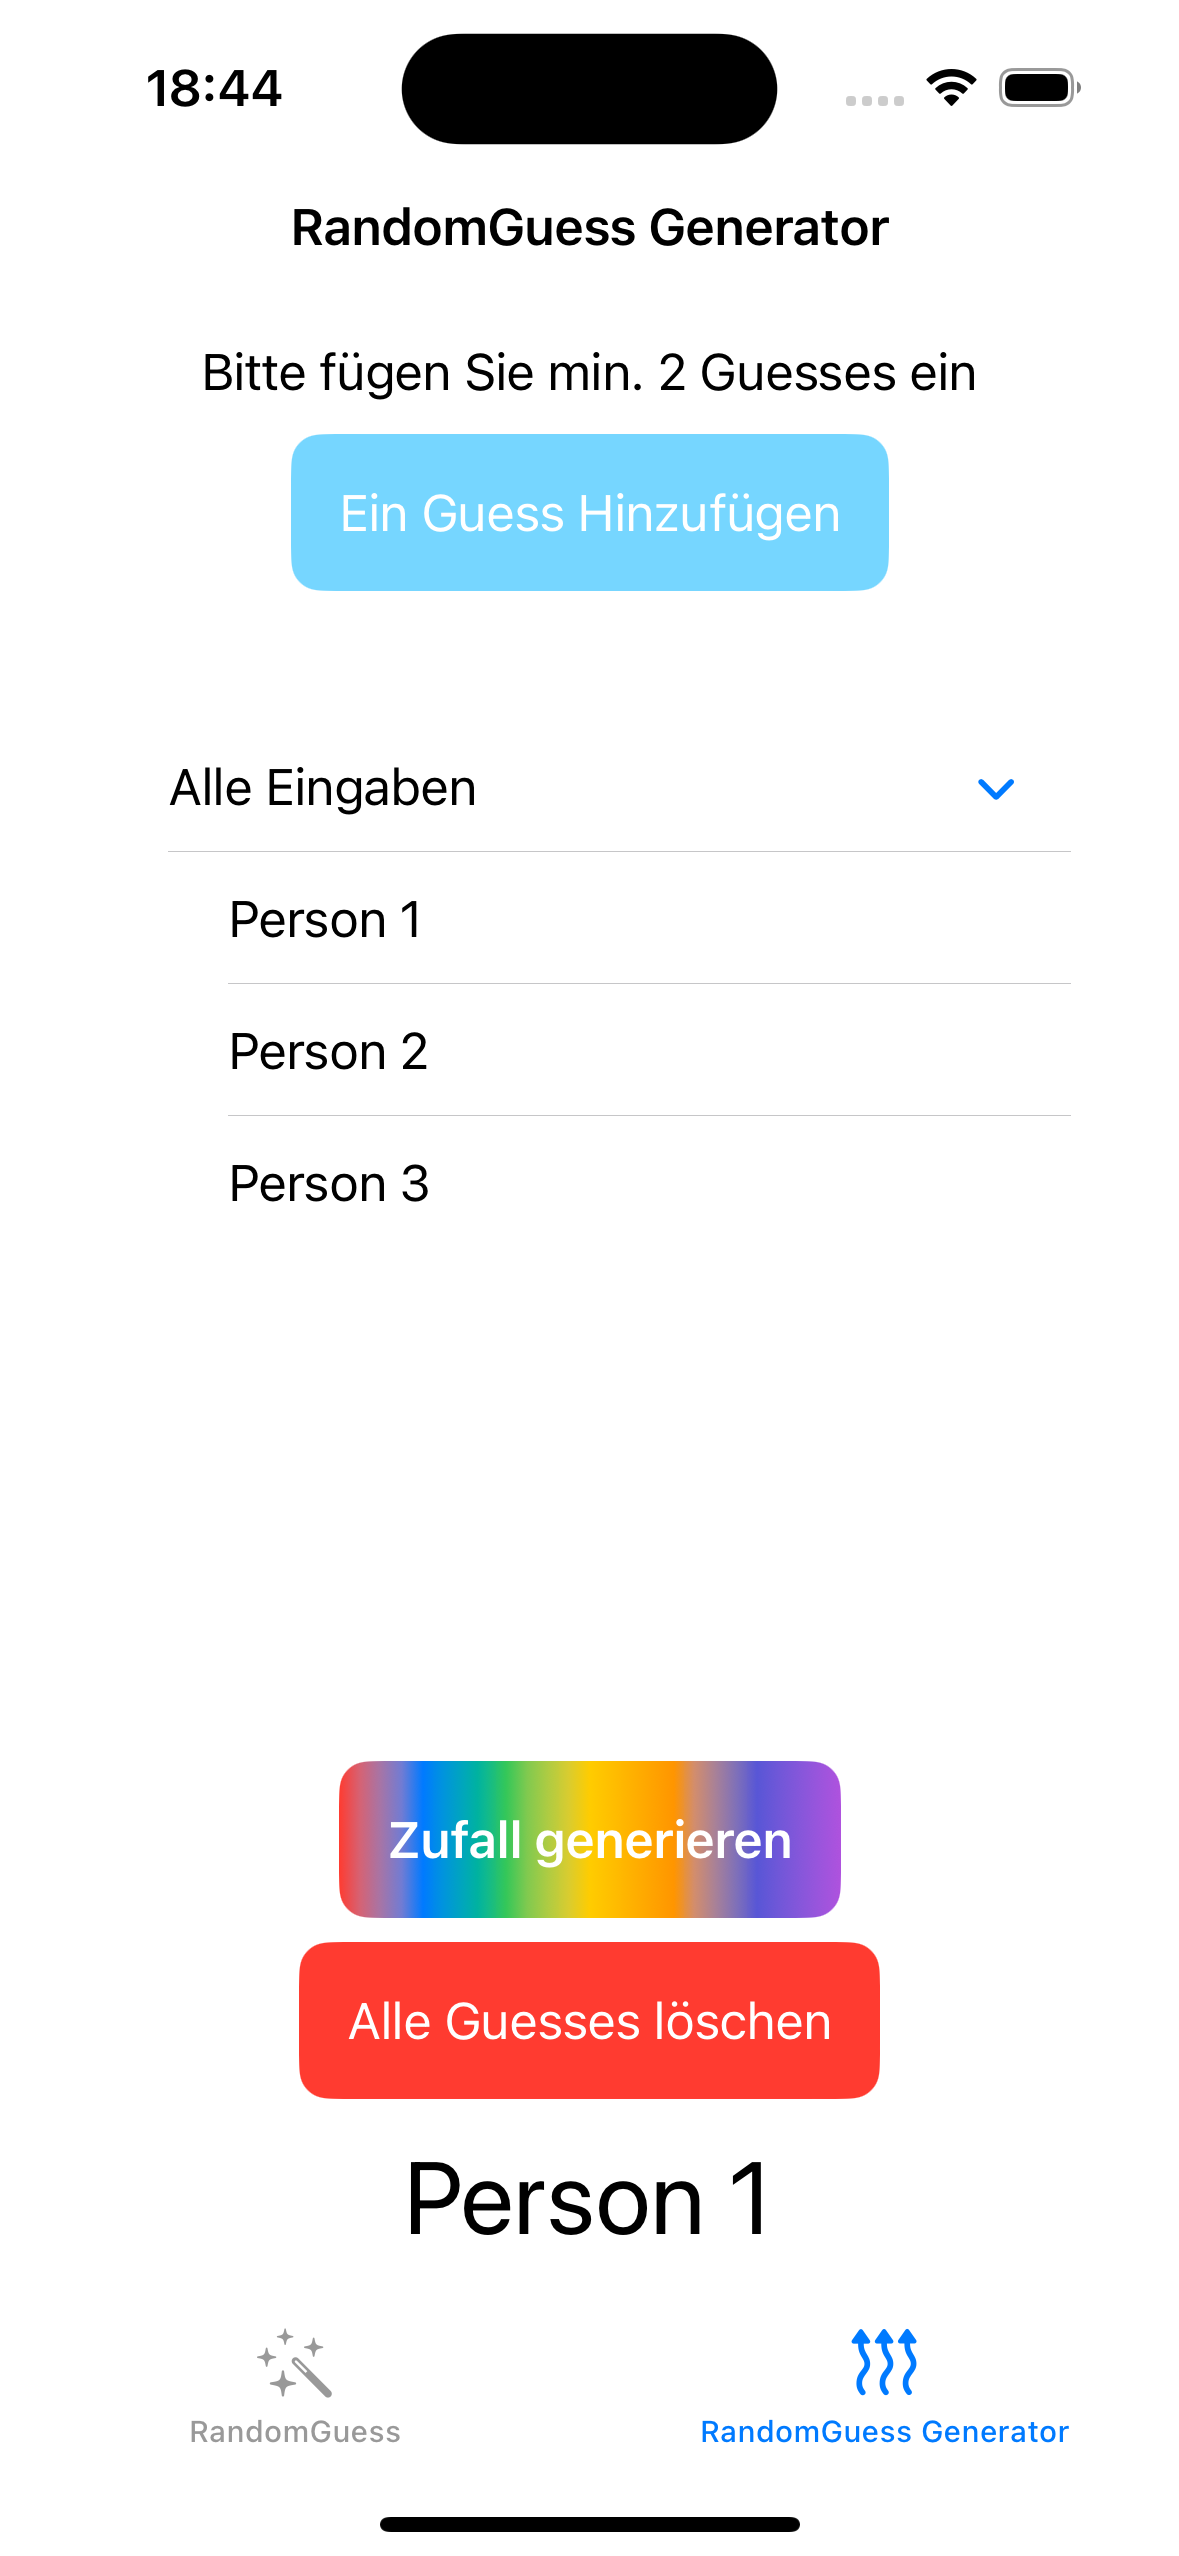 18:44
RandomGuess Generator
Bitte fügen Sie min. 2 Guesses ein
Ein Guess Hinzufügen
Alle Eingaben
Person 1
Person 2
Person 3
Zufall generieren
Alle Guesses löschen
Person 1
RandomGuess
RandomGuess Generator